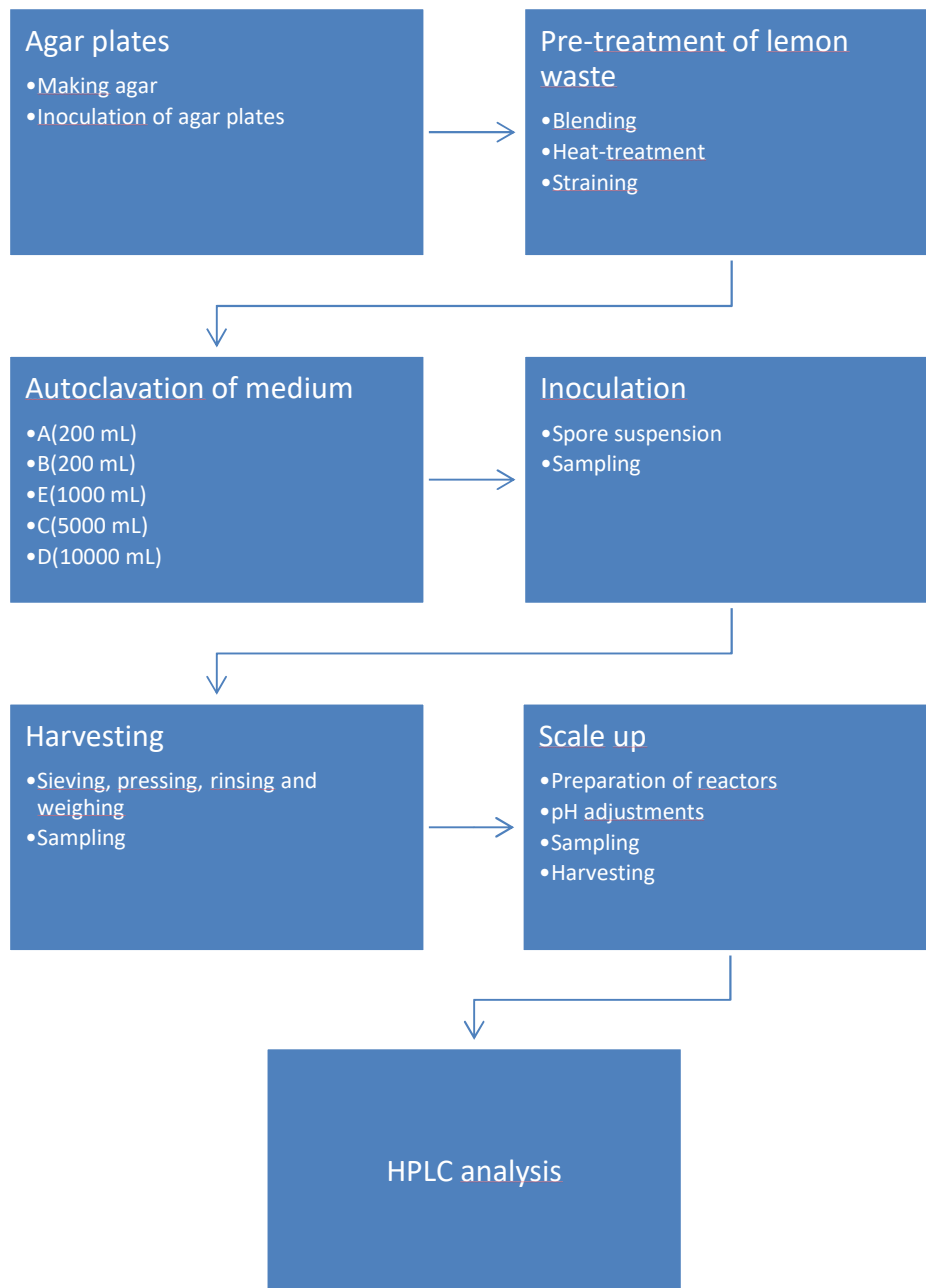 Agar plates
•Making agar
•Inoculation of agar plates
Pre-treatment of lemon
waste
•Blending
•Heat-treatment
•Straining
Autoclavation of medium
•A(200 mL)
•B(200 mL)
•E(1000 mL)
•C(5000 mL)
•D(10000 mL)
Inoculation
•Spore suspension
•Sampling
Harvesting
•Sieving, pressing, rinsing and
weighing
•Sampling
Scale up
•Preparation of reactors
•pH adjustments
•Sampling
•Harvesting
HPLC analysis